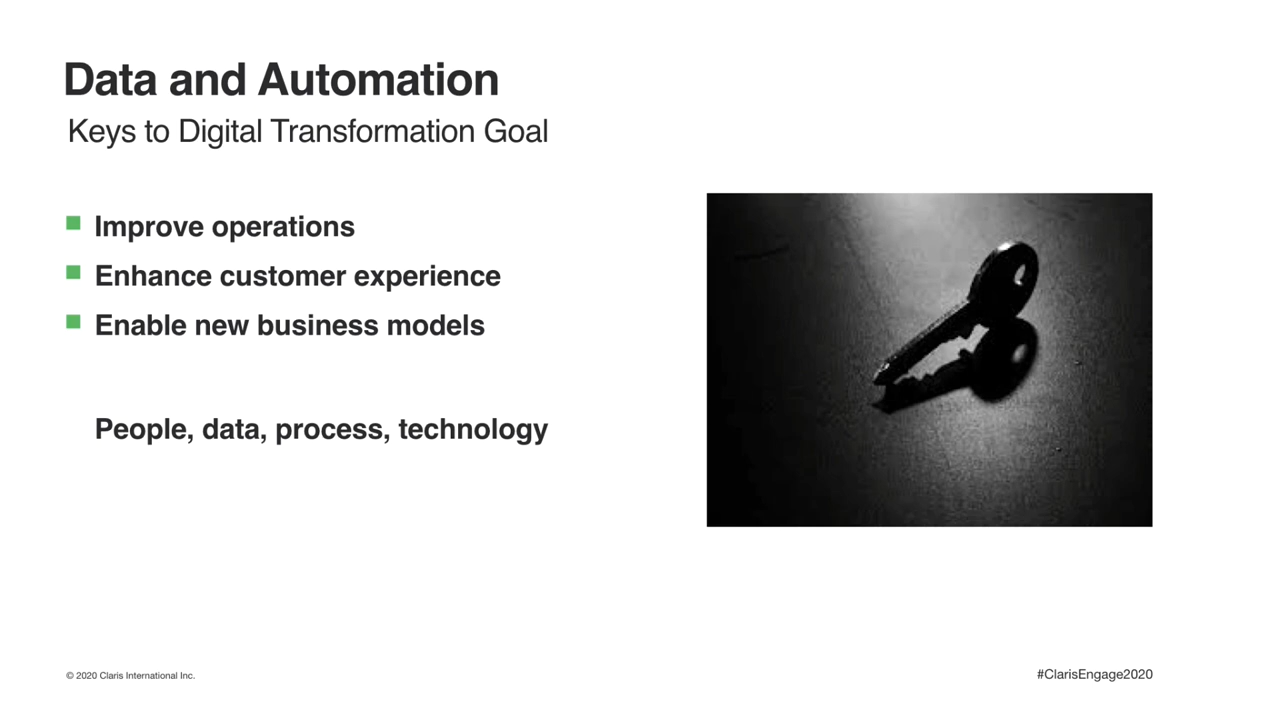 Data and Automation
Keys to Digital Transformation Goal
Improve operations
Enhance customer experience
Enable new business models
People, data, process, technology
© 2020 Claris International Inc.
#ClarisEngage2020